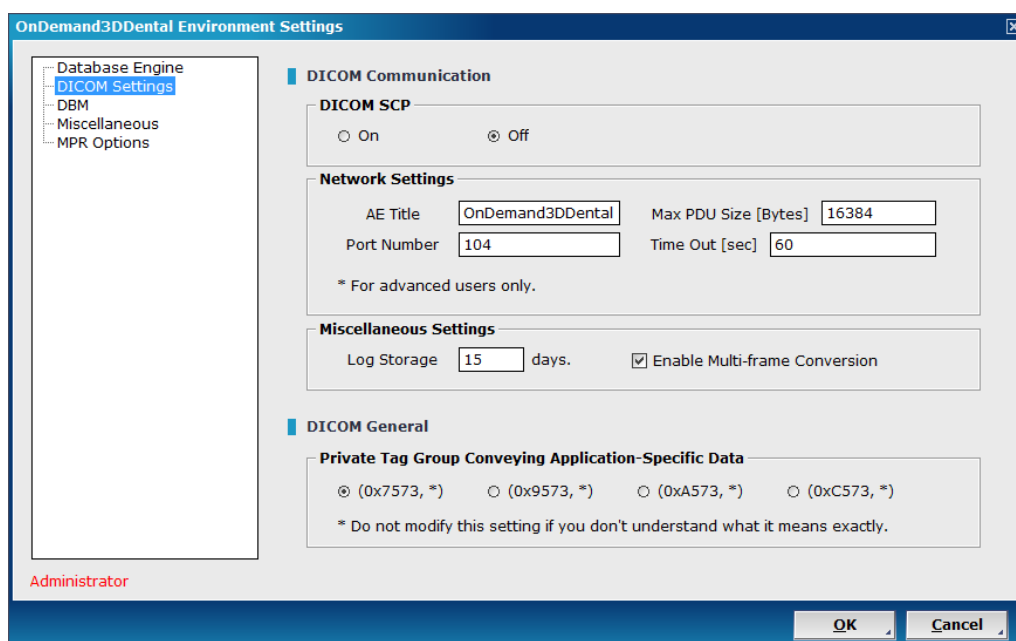 OnDemand3DDental Environment Settings
Database Engine
DICOM Settings
DBM
Miscellaneous
MPR Options
Administrator
DICOM Communication
DICOM SCP
On Off
Network Settings
AE Title OnDemand3DDental Max PDU Size [Bytes] 16384
Port Number 104 Time Out [sec] 60
* For advanced users only.
Miscellaneous Settings
Log Storage 15 days. Enable Multi-frame Conversion
DICOM General
Private Tag Group Conveying Application-Specific Data
(0x7573, *) (0x9573, *) (0xA573, *) (0xC573, *)
* Do not modify this setting if you don't understand what it means exactly.
OK Cancel